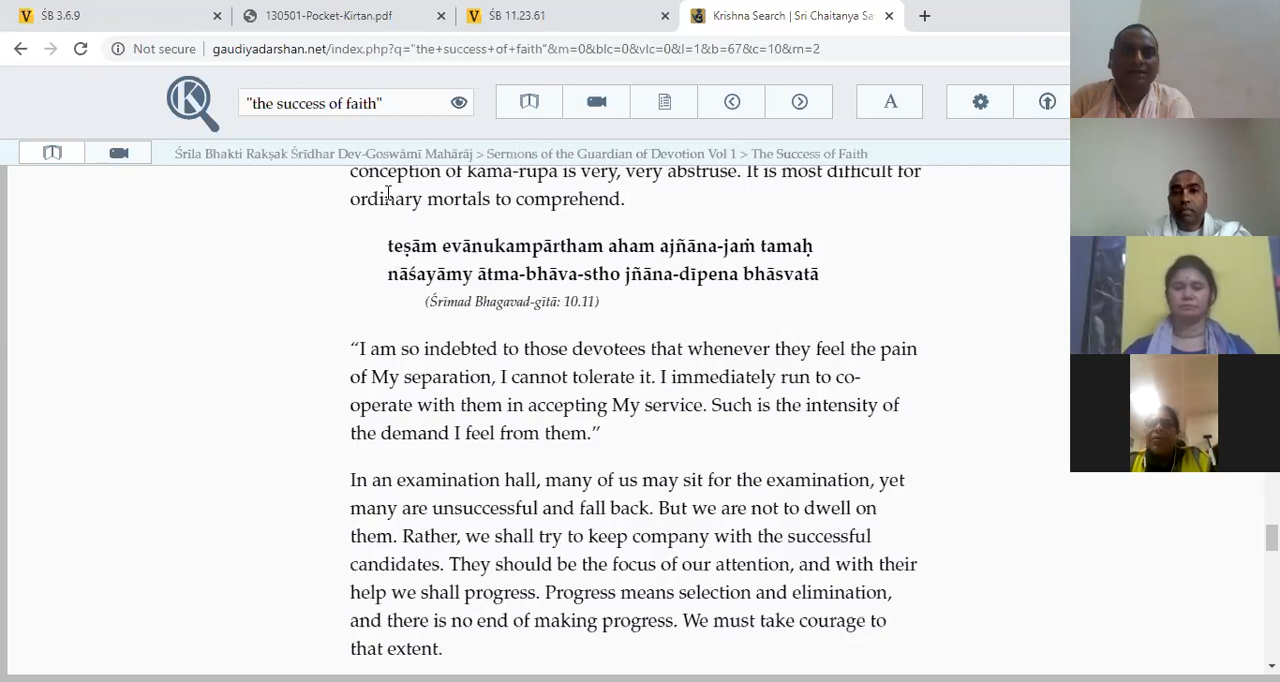 ŚB 3.6.9
130501-Pocket-Kirtan.pdf
ŚB 11.23.61
Krishna Search | Sri Chaitanya Sa
Not secure
gaudiyadarshan.net/index.php?q="the+success+of+faith"&m=0&blc=0&vlc=0&l=1&b=67&c=10&rn=2
K
"the success of faith"
A
Śrīla Bhakti Rakṣak Śrīdhar Dev-Goswāmī Mahārāj > Sermons of the Guardian of Devotion Vol 1 > The Success of Faith
conception of kāma-rūpa is very, very abstruse. It is most difficult for
ordinary mortals to comprehend.
teṣām evānukampārtham aham ajñāna-jaṁ tamaḥ
nāśayāmy ātma-bhāva-stho jñāna-dīpena bhāsvatā
(Śrīmad Bhagavad-gītā: 10.11)
“I am so indebted to those devotees that whenever they feel the pain
of My separation, I cannot tolerate it. I immediately run to co-
operate with them in accepting My service. Such is the intensity of
the demand I feel from them.”
In an examination hall, many of us may sit for the examination, yet
many are unsuccessful and fall back. But we are not to dwell on
them. Rather, we shall try to keep company with the successful
candidates. They should be the focus of our attention, and with their
help we shall progress. Progress means selection and elimination,
and there is no end of making progress. We must take courage to
that extent.